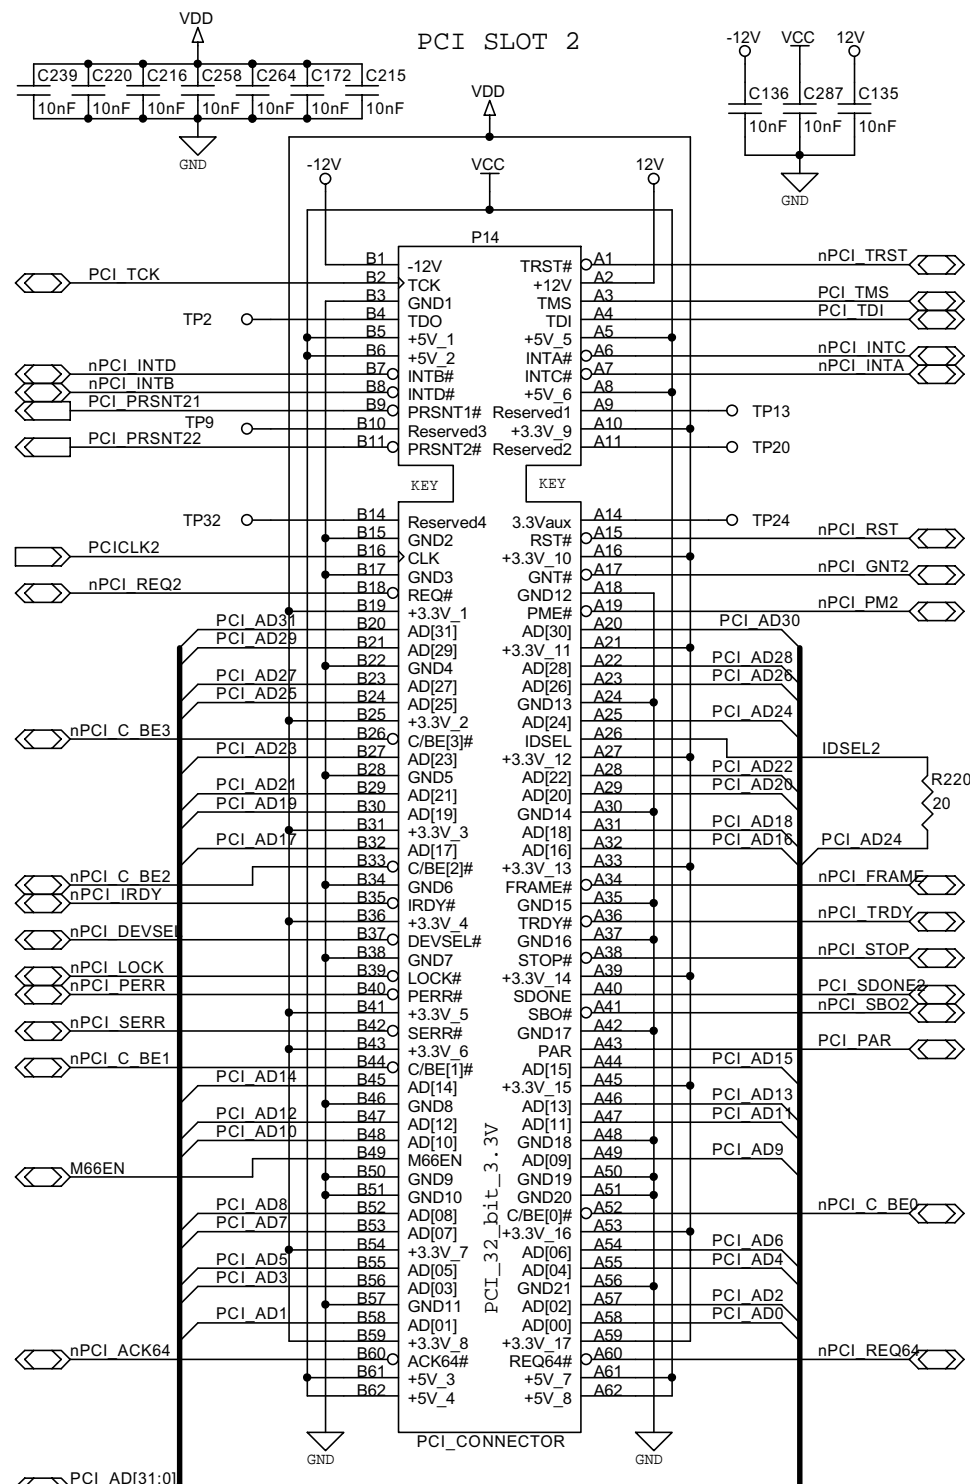 PCI SLOT 2
VDD
C239 C220 C216 C258 C264 C172 C215
10nF 10nF 10nF 10nF 10nF 10nF 10nF
GND
-12V VCC 12V
C136 C287 C135
10nF 10nF 10nF
GND
VDD
-12V VCC 12V
P14
B1 -12V TRST# A1 nPCI_TRST
PCI_TCK B2 TCK +12V A2
B3 GND1 TMS A3 PCI_TMS
TP2 B4 TDO TDI A4 PCI_TDI
B5 +5V_1 +5V_5 A5
B6 +5V_2 INTA# A6 nPCI_INTC
nPCI_INTD B7 INTB# INTC# A7 nPCI_INTA
nPCI_INTB B8 INTD# +5V_6 A8
PCI_PRSNT21 B9 PRSNT1# Reserved1 A9 TP13
TP9 B10 Reserved3 +3.3V_9 A10
PCI_PRSNT22 B11 PRSNT2# Reserved2 A11 TP20
KEY KEY
TP32 B14 Reserved4 3.3Vaux A14 TP24
B15 GND2 RST# A15 nPCI_RST
PCICLK2 B16 CLK +3.3V_10 A16
B17 GND3 GNT# A17 nPCI_GNT2
nPCI_REQ2 B18 REQ# GND12 A18
B19 +3.3V_1 PME# A19 nPCI_PM2
PCI_AD31 B20 AD[31] AD[30] A20 PCI_AD30
PCI_AD29 B21 AD[29] +3.3V_11 A21
B22 GND4 AD[28] A22 PCI_AD28
PCI_AD27 B23 AD[27] AD[26] A23 PCI_AD26
PCI_AD25 B24 AD[25] GND13 A24
B25 +3.3V_2 AD[24] A25 PCI_AD24
nPCI_C_BE3 B26 C/BE[3]# IDSEL A26
PCI_AD23 B27 AD[23] +3.3V_12 A27 IDSEL2
B28 GND5 AD[22] A28 PCI_AD22
R220
20
PCI_AD21 B29 AD[21] AD[20] A29 PCI_AD20
PCI_AD19 B30 AD[19] GND14 A30
B31 +3.3V_3 AD[18] A31 PCI_AD18
PCI_AD17 B32 AD[17] AD[16] A32 PCI_AD16 PCI_AD24
B33 C/BE[2]# +3.3V_13 A33
nPCI_C_BE2 B34 GND6 FRAME# A34 nPCI_FRAME
nPCI_IRDY B35 IRDY# GND15 A35
B36 +3.3V_4 TRDY# A36 nPCI_TRDY
nPCI_DEVSEL B37 DEVSEL# GND16 A37
B38 GND7 STOP# A38 nPCI_STOP
nPCI_LOCK B39 LOCK# +3.3V_14 A39
nPCI_PERR B40 PERR# SDONE A40 PCI_SDONE2
B41 +3.3V_5 SBO# A41 nPCI_SBO2
nPCI_SERR B42 SERR# GND17 A42
B43 +3.3V_6 PAR A43 PCI_PAR
nPCI_C_BE1 B44 C/BE[1]# AD[15] A44 PCI_AD15
PCI_AD14 B45 AD[14] +3.3V_15 A45
B46 GND8 AD[13] A46 PCI_AD13
PCI_AD12 B47 AD[12] AD[11] A47 PCI_AD11
PCI_AD10 B48 AD[10] GND18 A48
M66EN B49 M66EN AD[09] A49 PCI_AD9
B50 GND9 GND19 A50
B51 GND10 GND20 A51
PCI_AD8 B52 AD[08] C/BE[0]# A52 nPCI_C_BE0
PCI_AD7 B53 AD[07] +3.3V_16 A53
B54 +3.3V_7 AD[06] A54 PCI_AD6
PCI_AD5 B55 AD[05] AD[04] A55 PCI_AD4
PCI_AD3 B56 AD[03] GND21 A56
B57 GND11 AD[02] A57 PCI_AD2
PCI_AD1 B58 AD[01] AD[00] A58 PCI_AD0
B59 +3.3V_8 +3.3V_17 A59
nPCI_ACK64 B60 ACK64# REQ64# A60 nPCI_REQ64
B61 +5V_3 +5V_7 A61
B62 +5V_4 +5V_8 A62
PCI_32_bit_3.3V
PCI_CONNECTOR
GND GND
PCI_AD[31:0]